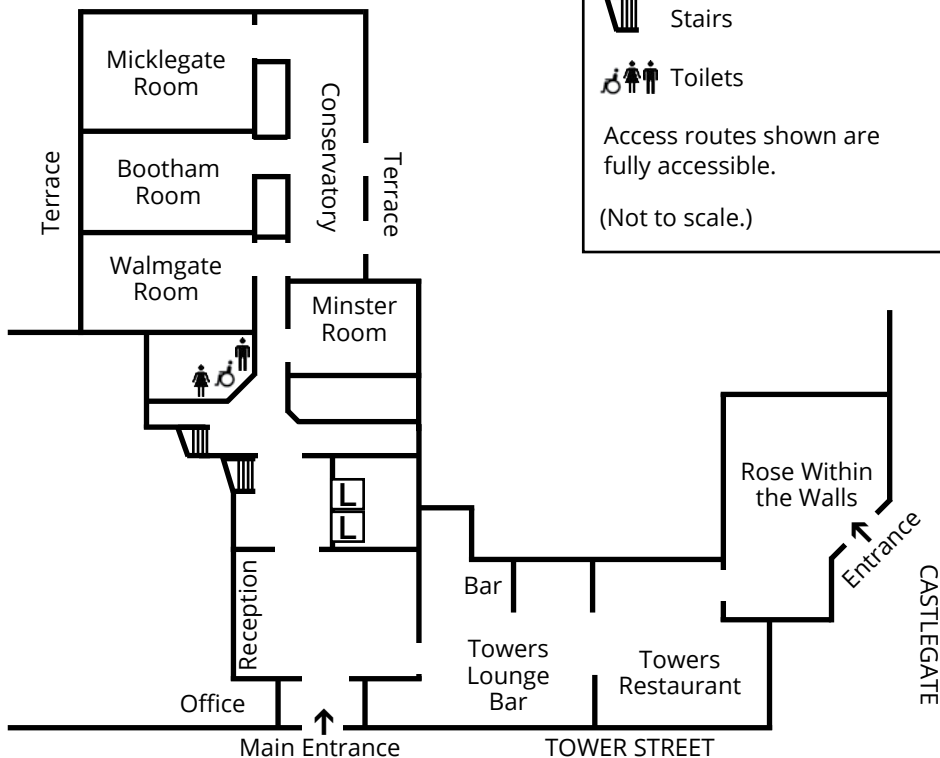 Stairs
Toilets
Access routes shown are
fully accessible.
(Not to scale.)
Micklegate
Room
Conservatory
Terrace
Bootham
Room
Terrace
Walmgate
Room
Minster
Room
L
L
Rose Within
the Walls
Entrance
CASTLEGATE
Reception
Bar
Towers
Lounge
Bar
Towers
Restaurant
Office
Main Entrance
TOWER STREET